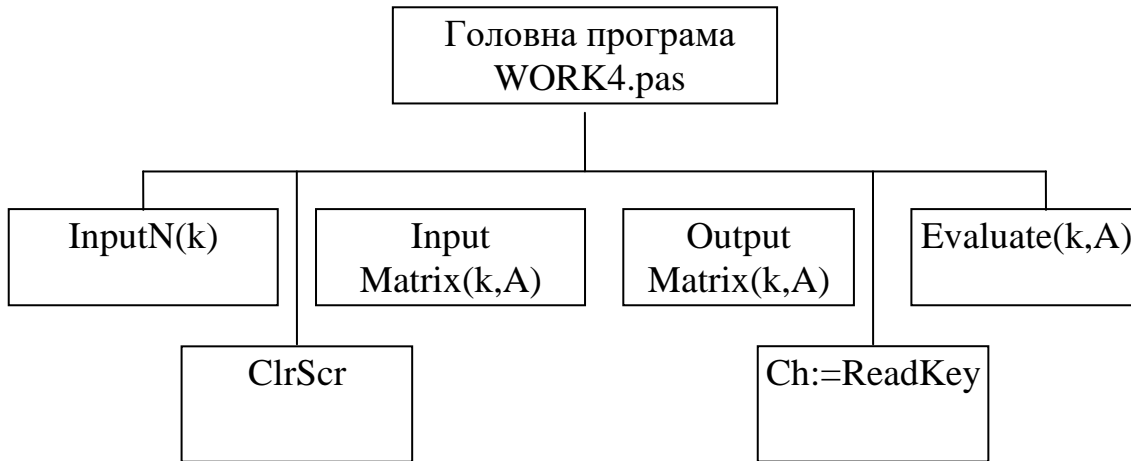 Головна програма
WORK4.pas
InputN(k)
Input
Matrix(k,A)
Output
Matrix(k,A)
Evaluate(k,A)
ClrScr
Ch:=ReadKey